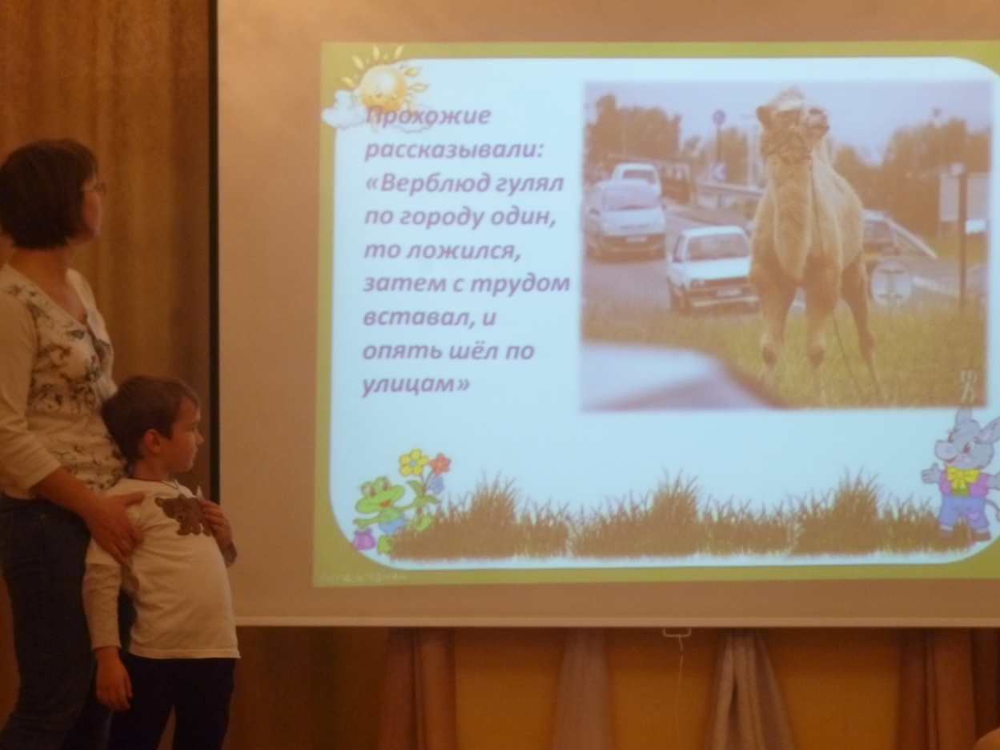 Прохожие
рассказывали:
«Верблюд гулял
по городу один,
то ложился,
затем с трудом
вставал, и
опять шёл по
улицам»